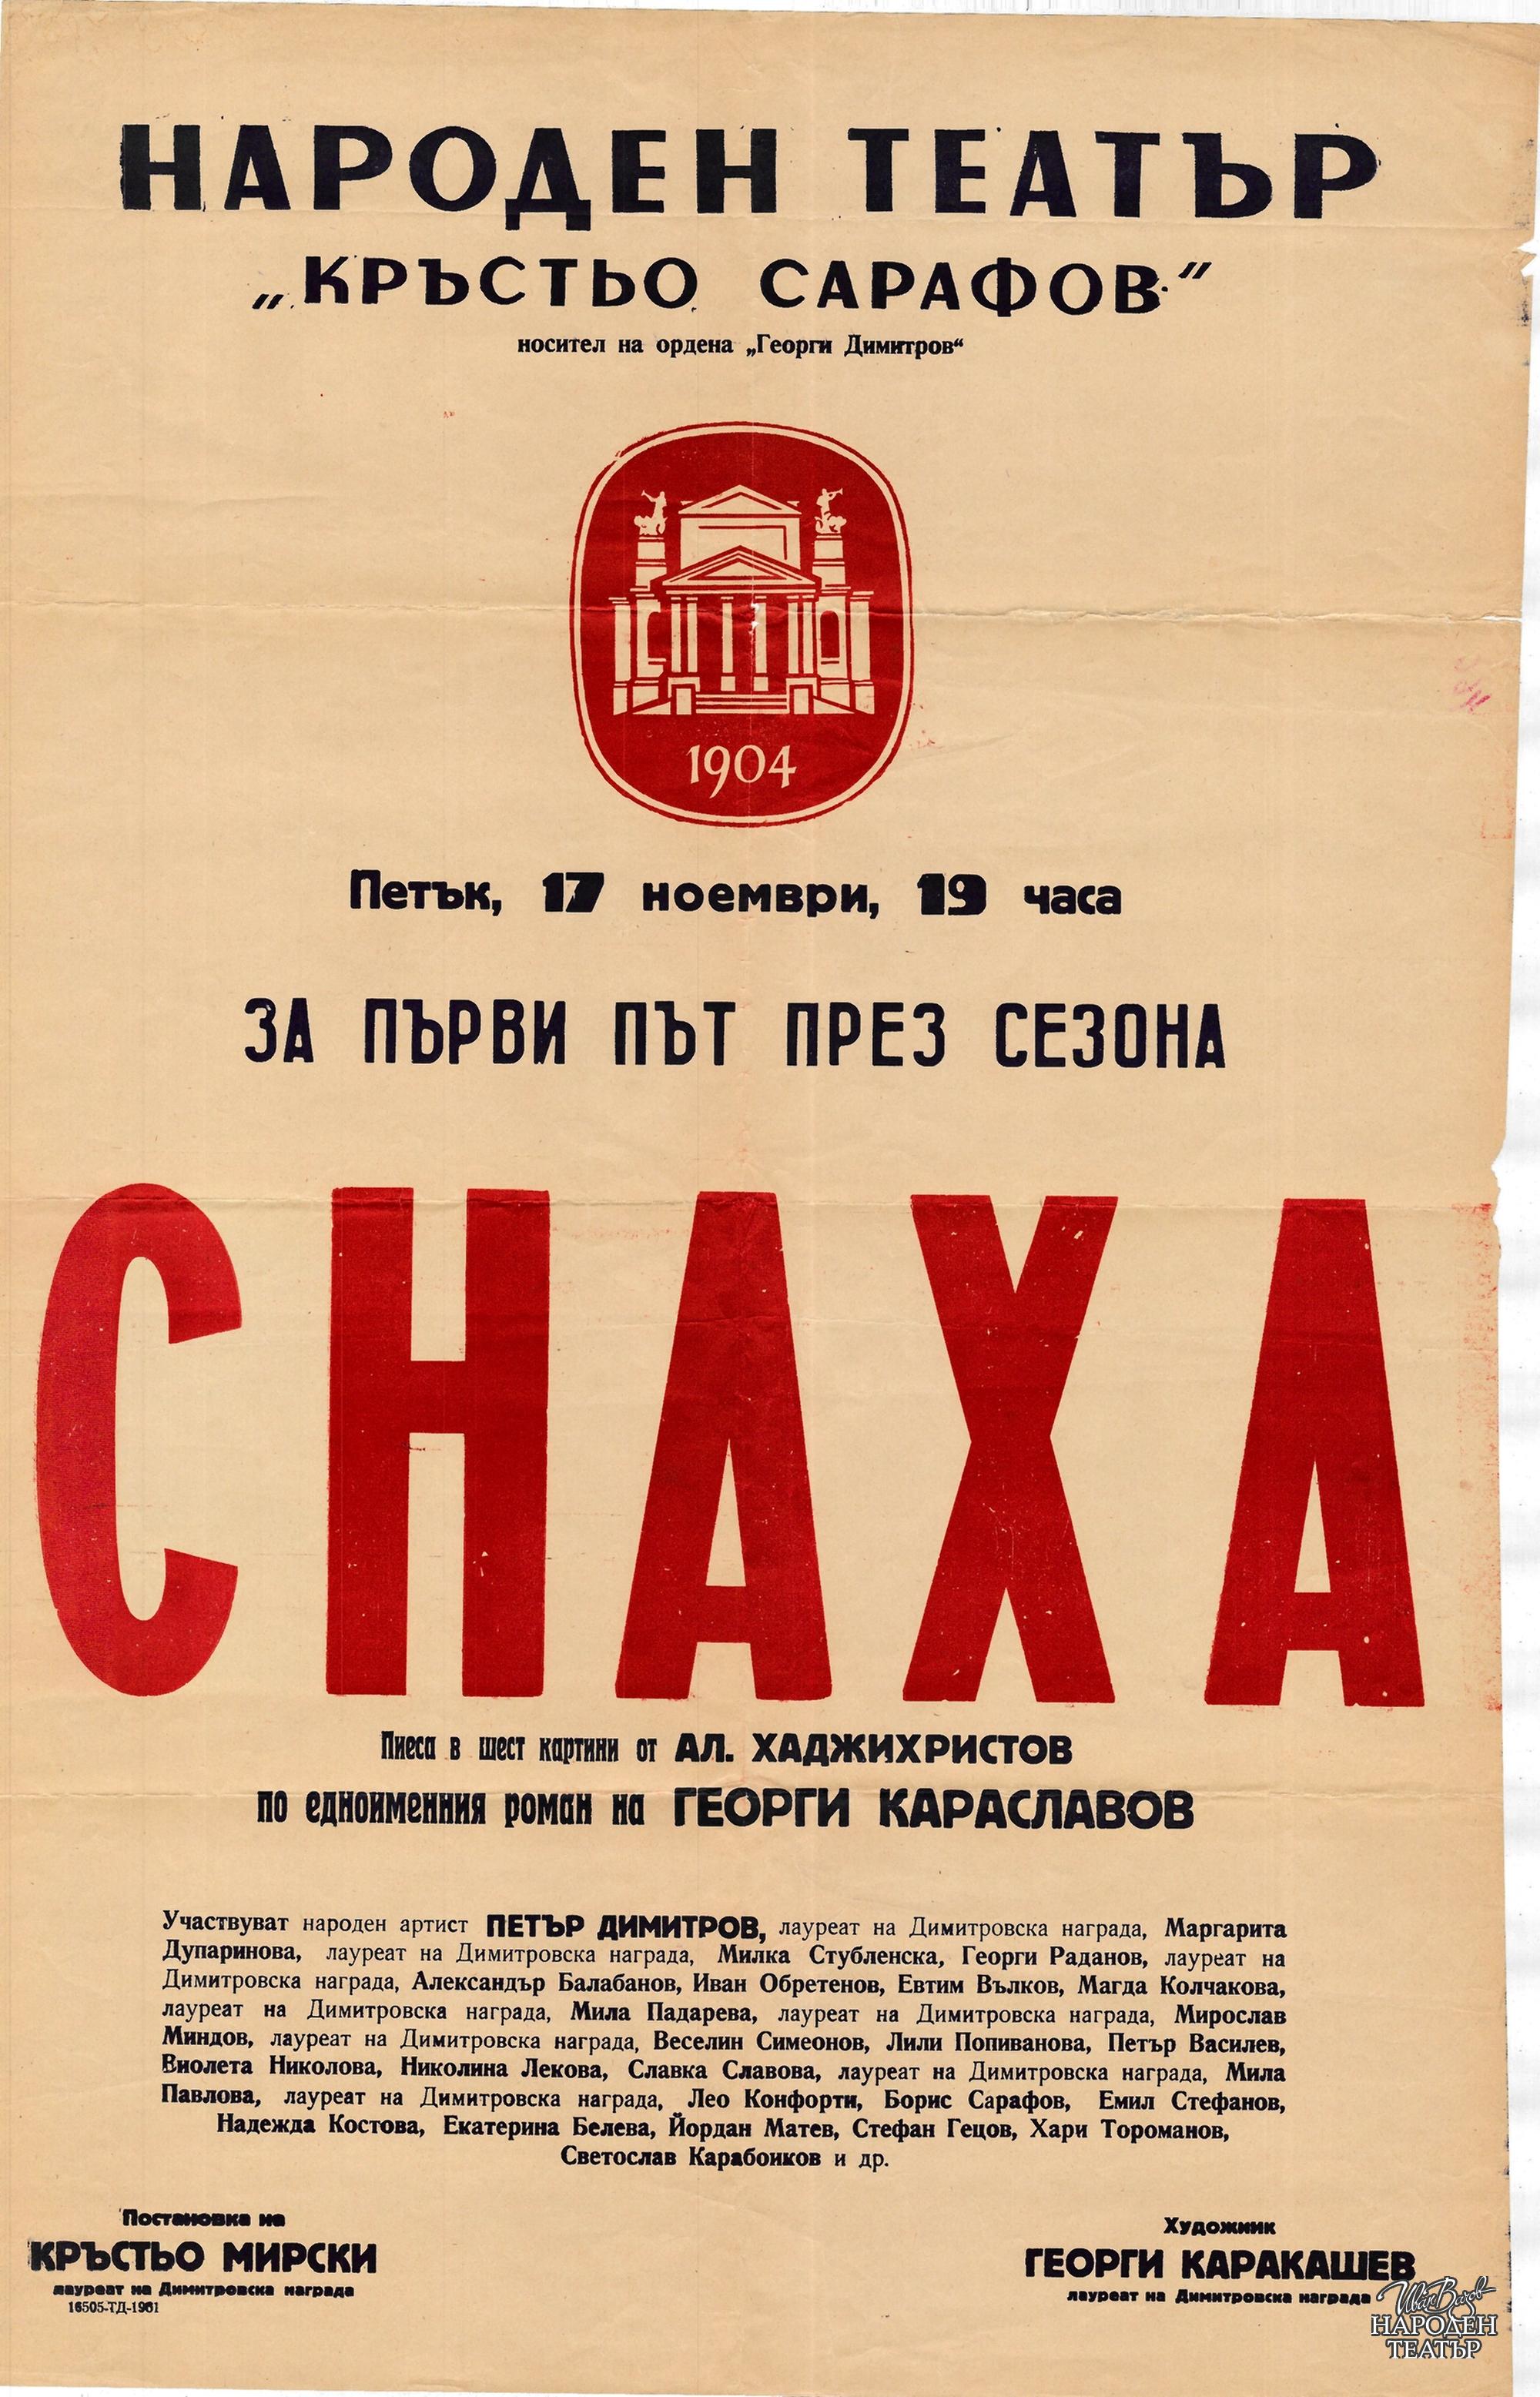 НАРОДЕН ТЕАТЪР
„КРЪСТЬО САРАФОВ"
носител на ордена „Георги Димитров“
1904
Петък, 17 ноември, 19 часа
ЗА ПЪРВИ ПЪТ ПРЕЗ СЕЗОНА
СНАХА
Пиеса в шест картини от АЛ. ХАДЖИХРИСТОВ
по едноименния роман на ГЕОРГИ КАРАСЛАВОВ
Участвуват народен артист ПЕТЪР ДИМИТРОВ, лауреат на Димитровска награда, Маргарита
Дупаринова, лауреат на Димитровска награда, Милка Стубленска, Георги Раданов, лауреат на
Димитровска награда, Александър Балабанов, Иван Обретенов, Евтим Вълков, Магда Колчакова,
лауреат на Димитровска награда, Мила Падарева, лауреат на Димитровска награда, Мирослав
Миндов, лауреат на Димитровска награда, Веселин Симеонов, Лили Попиванова, Петър Василев,
Виолета Николова, Николина Лекова, Славка Славова, лауреат на Димитровска награда, Мила
Павлова, лауреат на Димитровска награда, Лео Конфорти, Борис Сарафов, Емил Стефанов,
Надежда Костова, Екатерина Белева, Йордан Матев, Стефан Гецов, Хари Тороманов,
Светослав Карабоиков и др.
Постановка на
КРЪСТЬО МИРСКИ
лауреат на Димитровска награда
16505-ТД-1961
Художник
ГЕОРГИ КАРАКАШЕВ
лауреат на Димитровска награда
Иван Вазов
НАРОДЕН
ТЕАТЪР